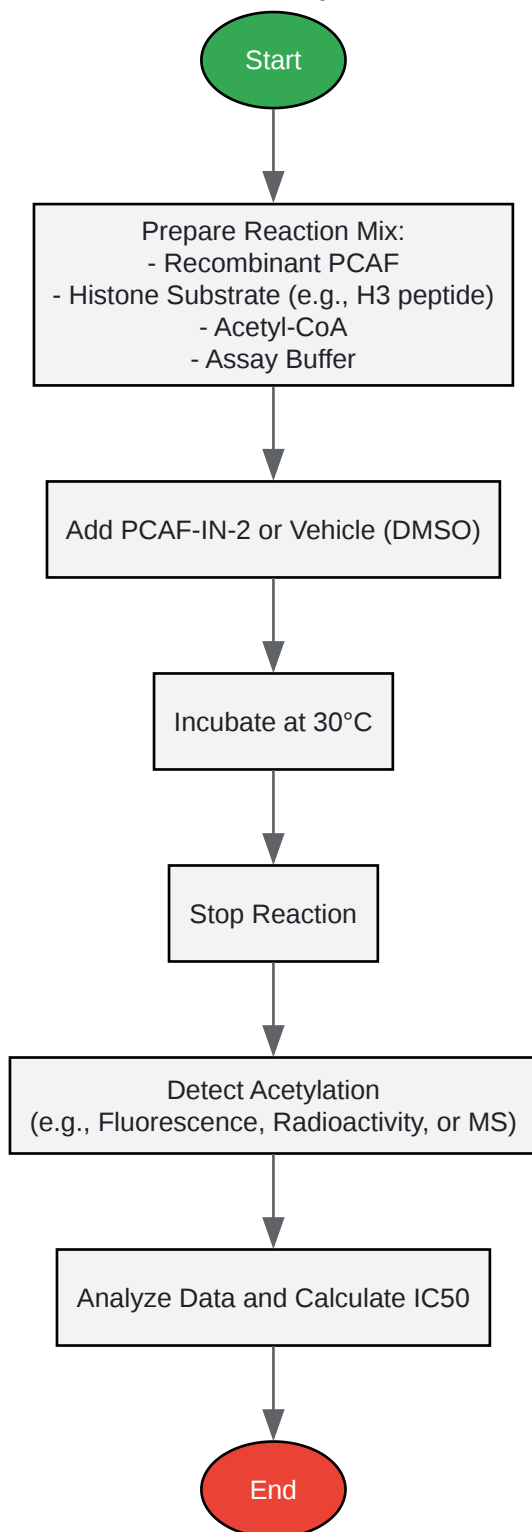 Start
Prepare Reaction Mix:
- Recombinant PCAF
- Histone Substrate (e.g., H3 peptide)
- Acetyl-CoA
- Assay Buffer
Add PCAF-IN-2 or Vehicle (DMSO)
Incubate at 30°C
Stop Reaction
Detect Acetylation
(e.g., Fluorescence, Radioactivity, or MS)
Analyze Data and Calculate IC50
End